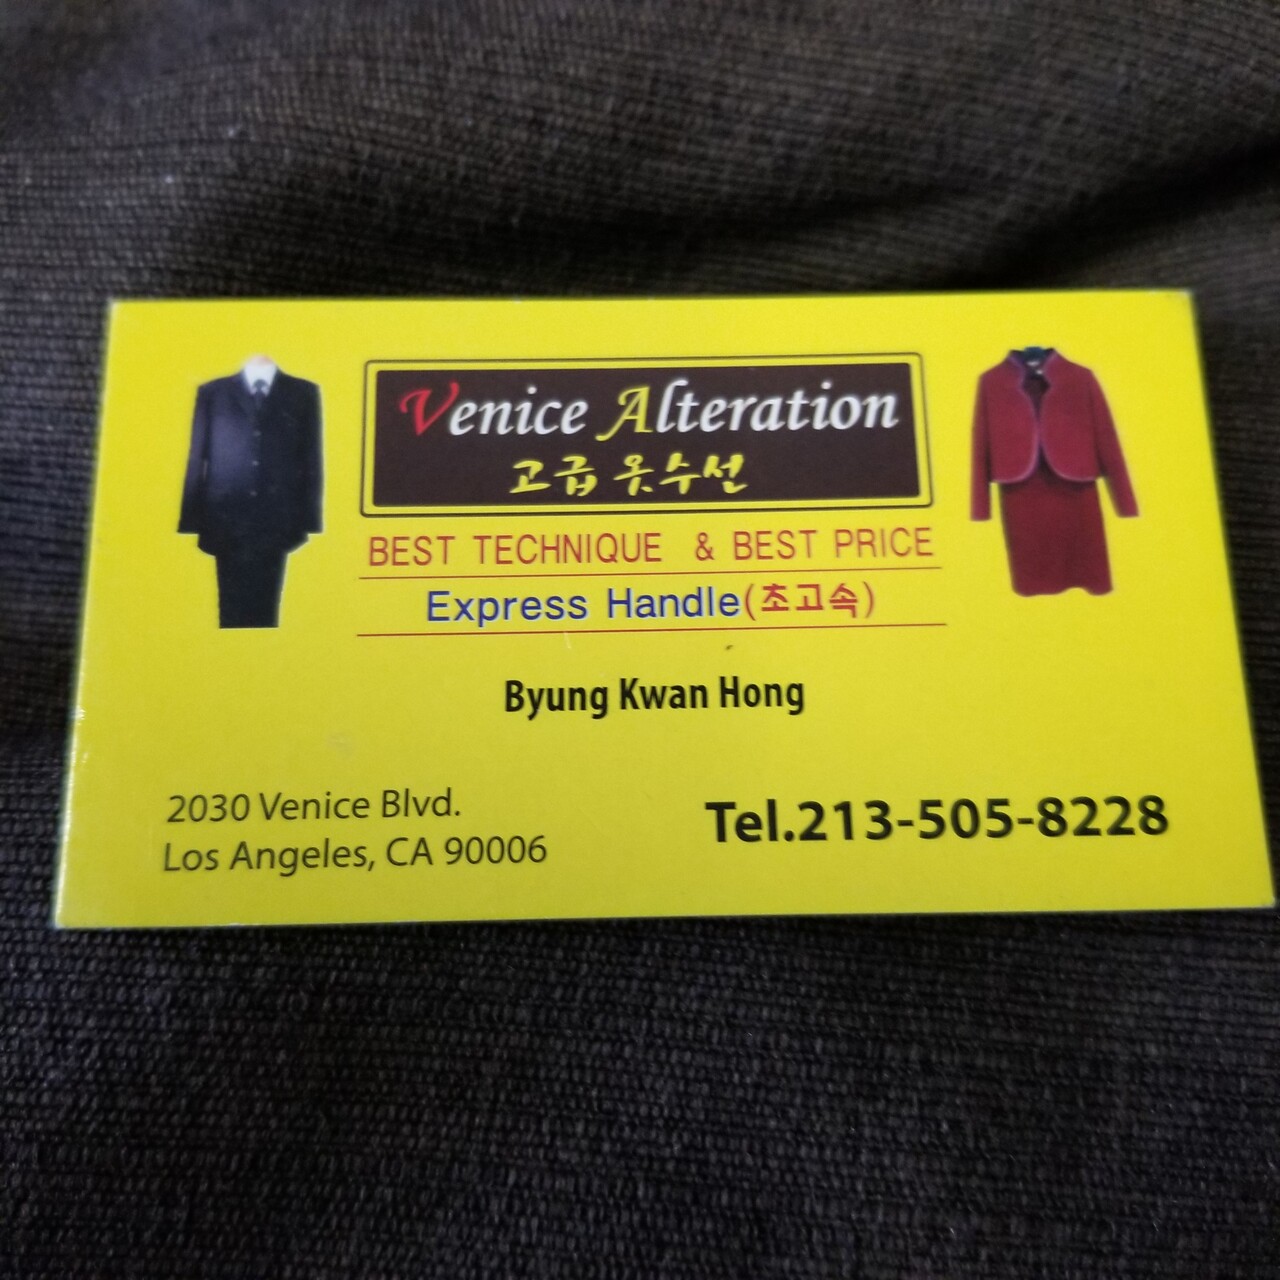 Venice Alteration
고급 옷수선
BEST TECHNIQUE & BEST PRICE
Express Handle(초고속)
Byung Kwan Hong
2030 Venice Blvd.
Los Angeles, CA 90006
Tel.213-505-8228